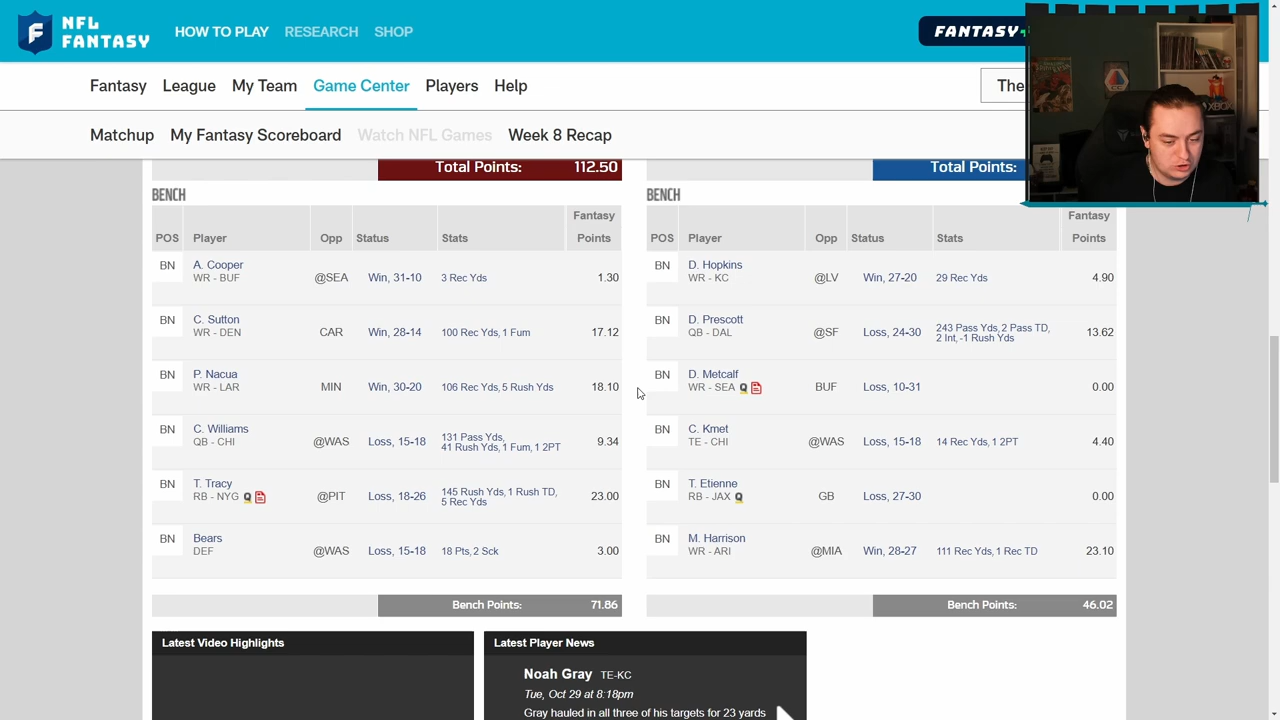 NFL FANTASY
HOW TO PLAY RESEARCH SHOP
FANTASY+
Fantasy League My Team Game Center Players Help
The
Matchup My Fantasy Scoreboard Watch NFL Games Week 8 Recap
Total Points: 112.50
Total Points:
BENCH
POS Player Opp Status Stats Fantasy Points
BN A. Cooper WR - BUF @SEA Win, 31-10 3 Rec Yds 1.30
BN C. Sutton WR - DEN CAR Win, 28-14 100 Rec Yds, 1 Fum 17.12
BN P. Nacua WR - LAR MIN Win, 30-20 106 Rec Yds, 5 Rush Yds 18.10
BN C. Williams QB - CHI @WAS Loss, 15-18 131 Pass Yds, 41 Rush Yds, 1 Fum, 1 2PT 9.34
BN T. Tracy RB - NYG Q @PIT Loss, 18-26 145 Rush Yds, 1 Rush TD, 5 Rec Yds 23.00
BN Bears DEF @WAS Loss, 15-18 18 Pts, 2 Sck 3.00
Bench Points: 71.86
BENCH
POS Player Opp Status Stats Fantasy Points
BN D. Hopkins WR - KC @LV Win, 27-20 29 Rec Yds 4.90
BN D. Prescott QB - DAL @SF Loss, 24-30 243 Pass Yds, 2 Pass TD, 2 Int, -1 Rush Yds 13.62
BN D. Metcalf WR - SEA Q BUF Loss, 10-31 0.00
BN C. Kmet TE - CHI @WAS Loss, 15-18 14 Rec Yds, 1 2PT 4.40
BN T. Etienne RB - JAX Q GB Loss, 27-30 0.00
BN M. Harrison WR - ARI @MIA Win, 28-27 111 Rec Yds, 1 Rec TD 23.10
Bench Points: 46.02
Latest Video Highlights
Latest Player News
Noah Gray TE-KC
Tue, Oct 29 at 8:18pm
Gray hauled in all three of his targets for 23 yards
XBOX